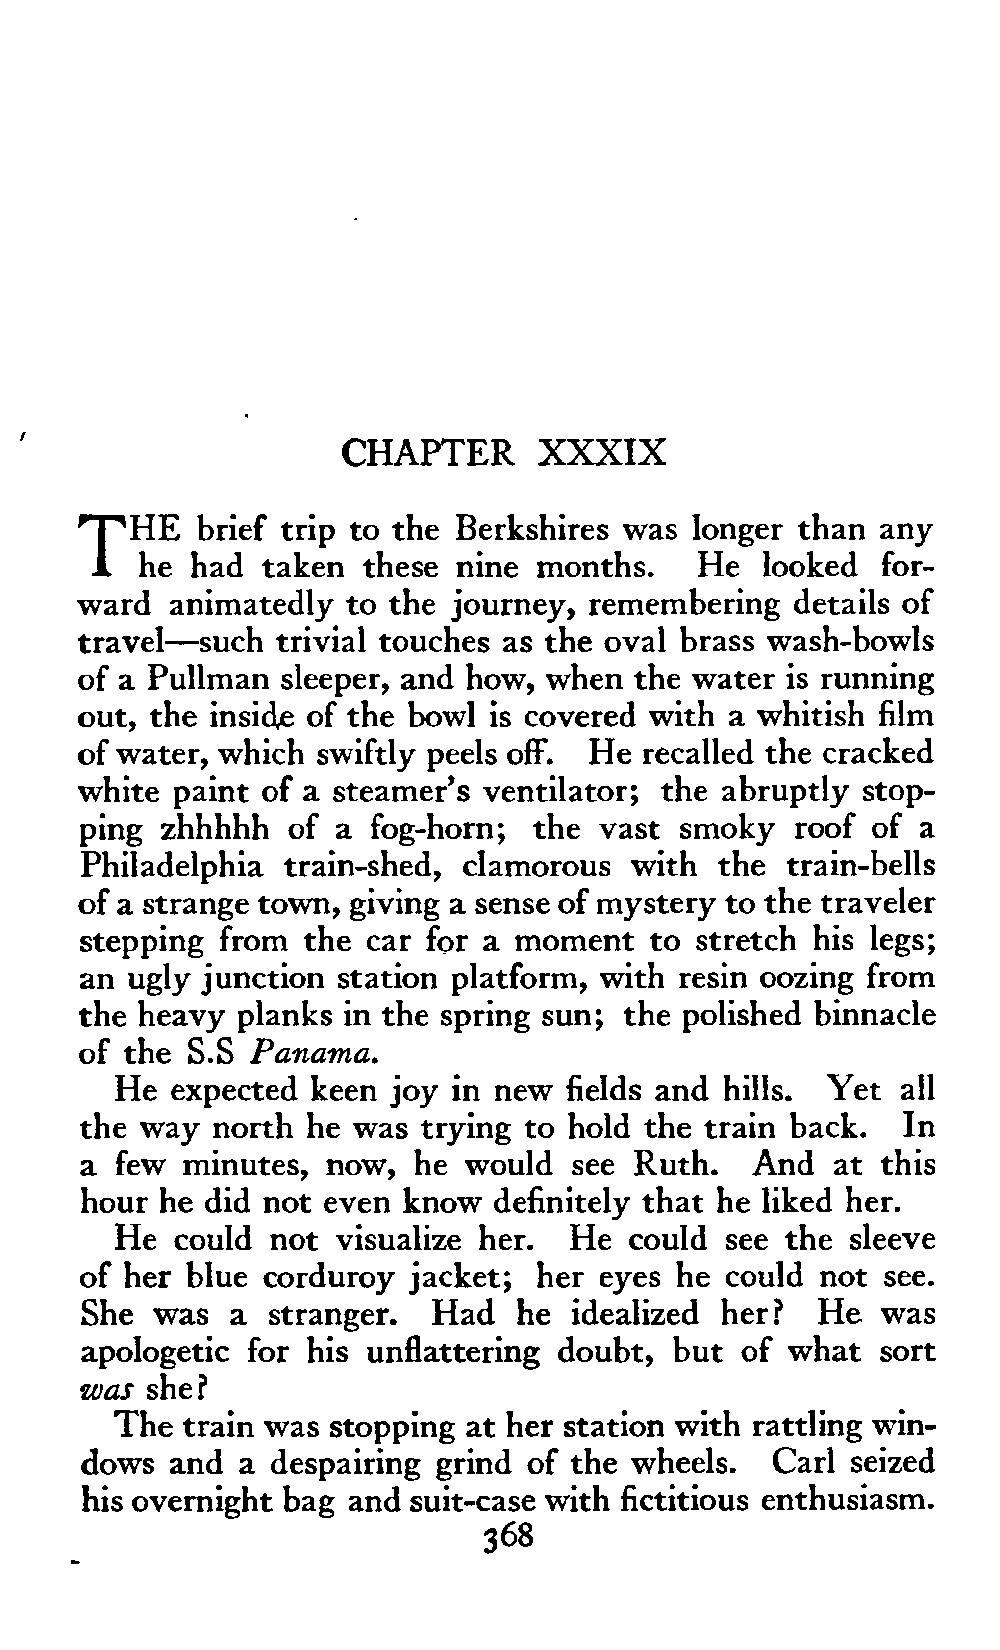 CHAPTER XXXIX
THE brief trip to the Berkshires was longer than any
he had taken these nine months. He looked for-
ward animatedly to the journey, remembering details of
travel—such trivial touches as the oval brass wash-bowls
of a Pullman sleeper, and how, when the water is running
out, the inside of the bowl is covered with a whitish film
of water, which swiftly peels off. He recalled the cracked
white paint of a steamer's ventilator; the abruptly stop-
ping zhhhhh of a fog-horn; the vast smoky roof of a
Philadelphia train-shed, clamorous with the train-bells
of a strange town, giving a sense of mystery to the traveler
stepping from the car for a moment to stretch his legs;
an ugly junction station platform, with resin oozing from
the heavy planks in the spring sun; the polished binnacle
of the S.S Panama.
He expected keen joy in new fields and hills. Yet all
the way north he was trying to hold the train back. In
a few minutes, now, he would see Ruth. And at this
hour he did not even know definitely that he liked her.
He could not visualize her. He could see the sleeve
of her blue corduroy jacket; her eyes he could not see.
She was a stranger. Had he idealized her? He was
apologetic for his unflattering doubt, but of what sort
was she?
The train was stopping at her station with rattling win-
dows and a despairing grind of the wheels. Carl seized
his overnight bag and suit-case with fictitious enthusiasm.
368